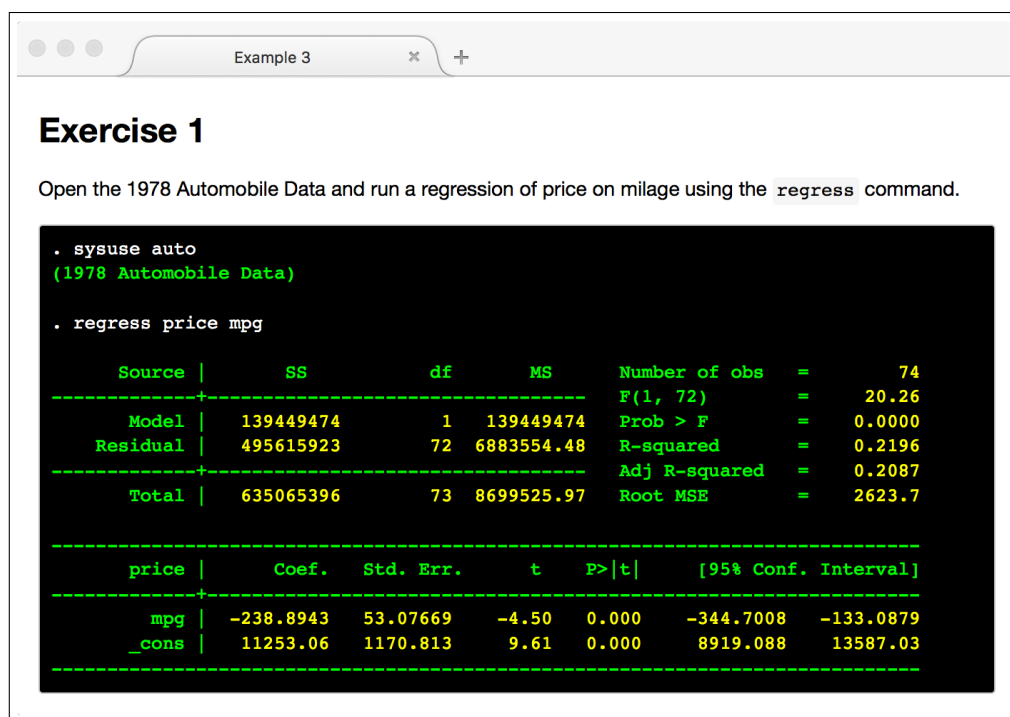 Example 3
Exercise 1
Open the 1978 Automobile Data and run a regression of price on milage using the regress command.
. sysuse auto
(1978 Automobile Data)
. regress price mpg
Source | SS df MS Number of obs = 74
-------------+---------------------------------- F(1, 72) = 20.26
Model | 139449474 1 139449474 Prob > F = 0.0000
Residual | 495615923 72 6883554.48 R-squared = 0.2196
-------------+---------------------------------- Adj R-squared = 0.2087
Total | 635065396 73 8699525.97 Root MSE = 2623.7
------------------------------------------------------------------------------
price | Coef. Std. Err. t P>|t| [95% Conf. Interval]
-------------+----------------------------------------------------------------
mpg | -238.8943 53.07669 -4.50 0.000 -344.7008 -133.0879
_cons | 11253.06 1170.813 9.61 0.000 8919.088 13587.03
------------------------------------------------------------------------------